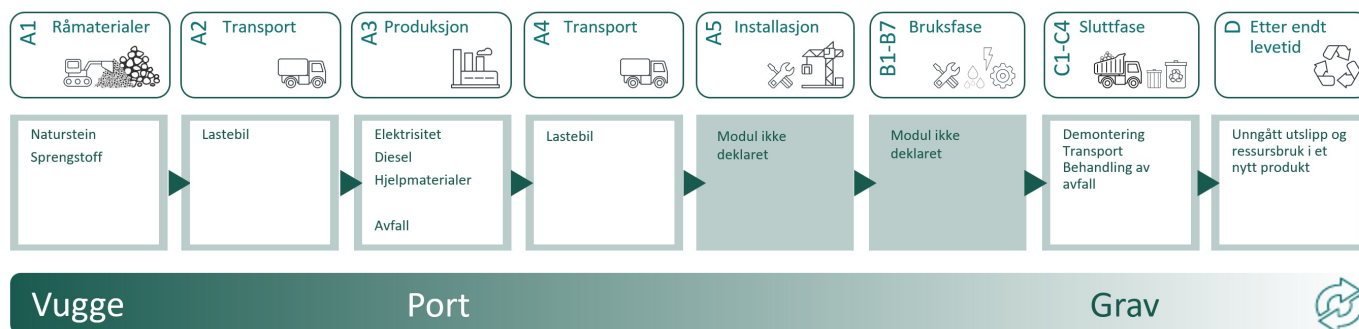 A1 Råmaterialer
A2 Transport
A3 Produksjon
A4 Transport
A5 Installasjon
B1-B7 Bruksfase
C1-C4 Sluttfase
D Etter endt
levetid
Naturstein
Sprengstoff
Lastebil
Elektrisitet
Diesel
Hjelpmaterialer
Avfall
Lastebil
Modul ikke
deklaret
Modul ikke
deklaret
Demontering
Transport
Behandling av
avfall
Unngått utslipp og
ressursbruk i et
nytt produkt
Vugge
Port
Grav